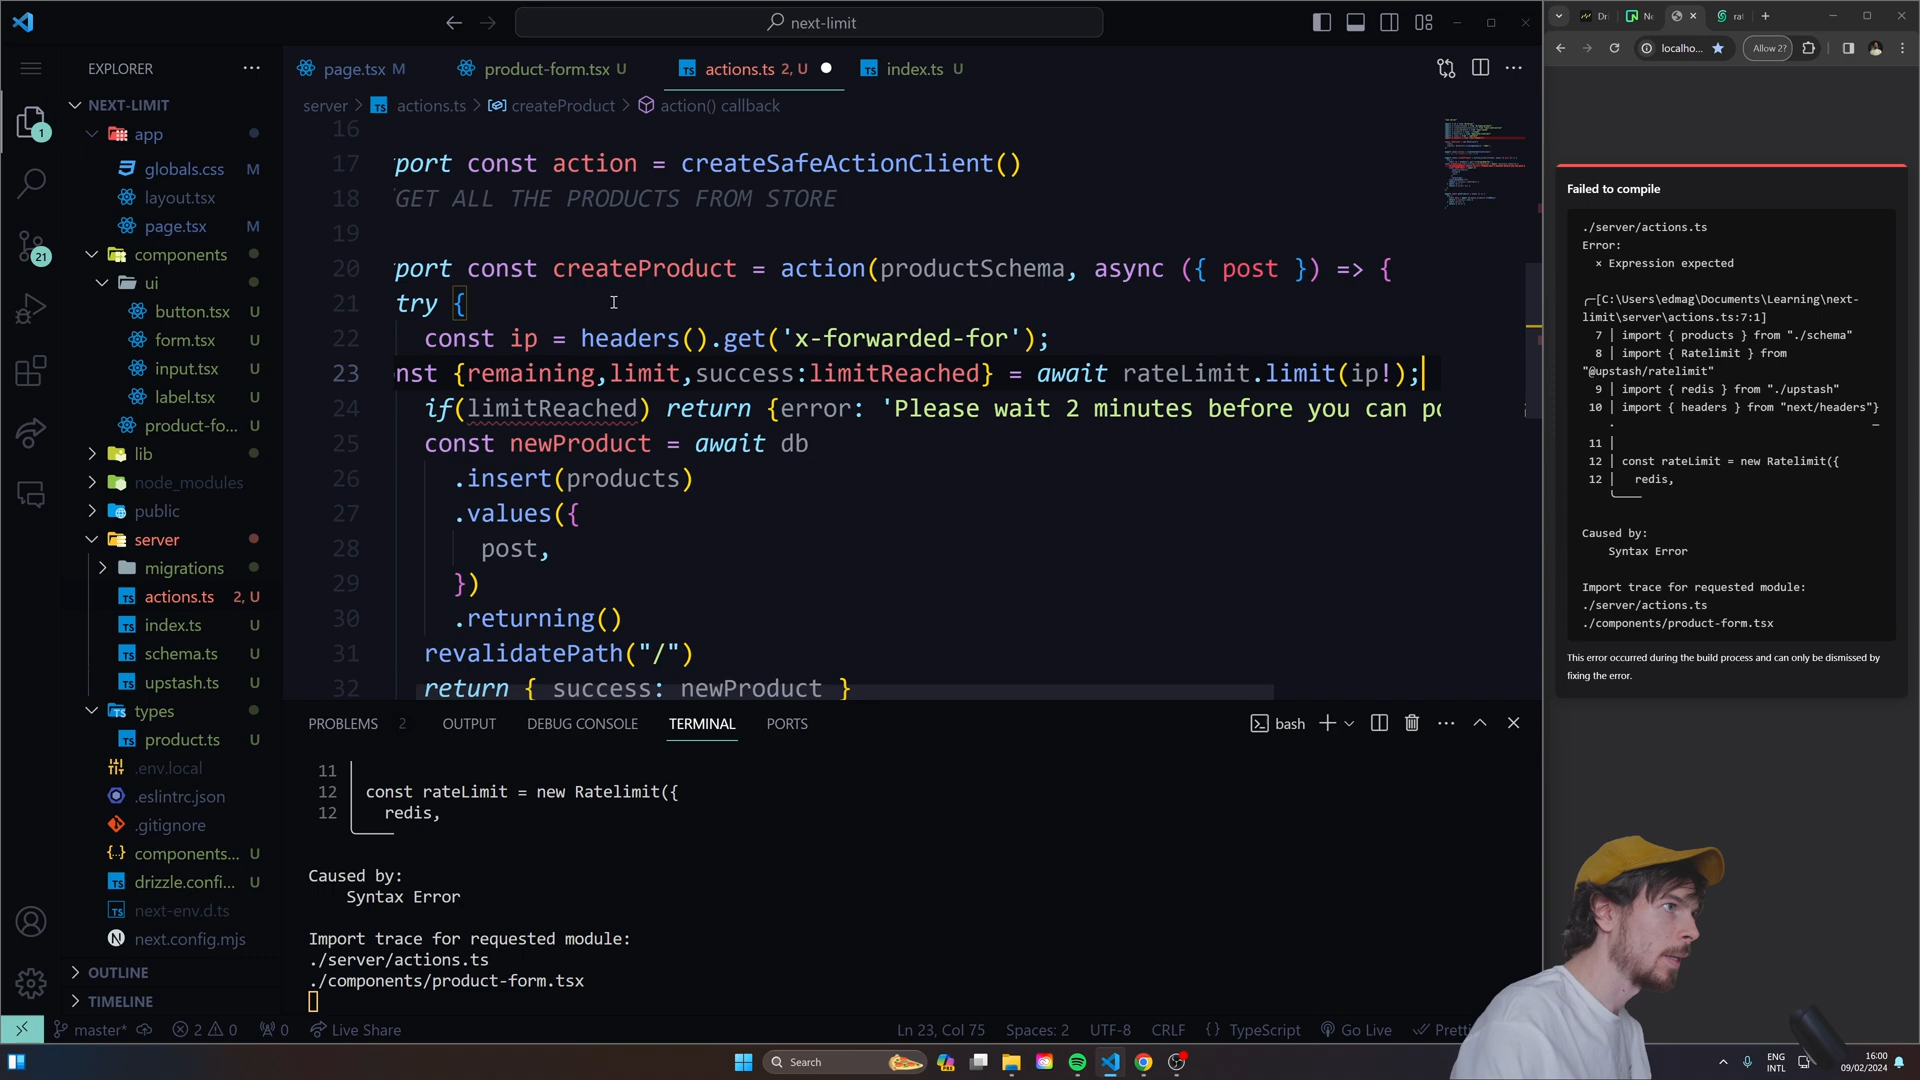 next-limit
EXPLORER
NEXT-LIMIT
app
globals.css M
layout.tsx
page.tsx M
components
ui
button.tsx U
form.tsx U
input.tsx U
label.tsx U
product-fo... U
lib
node_modules
public
server
migrations
actions.ts 2, U
index.ts U
schema.ts U
upstash.ts U
types
product.ts U
.env.local
.eslintrc.json
.gitignore
components... U
drizzle.confi... U
next-env.d.ts
next.config.mjs
OUTLINE
TIMELINE
1
21
page.tsx M
product-form.tsx U
actions.ts 2, U
index.ts U
server > actions.ts > createProduct > action() callback
16
17 port const action = createSafeActionClient()
18 GET ALL THE PRODUCTS FROM STORE
19
20 port const createProduct = action(productSchema, async ({ post }) => {
21 try {
22 const ip = headers().get('x-forwarded-for');
23 nst {remaining,limit,success:limitReached} = await rateLimit.limit(ip!);
24 if(limitReached) return {error: 'Please wait 2 minutes before you can po
25 const newProduct = await db
26 .insert(products)
27 .values({
28 post,
29 })
30 .returning()
31 revalidatePath("/")
32 return { success: newProduct }
PROBLEMS 2 OUTPUT DEBUG CONSOLE TERMINAL PORTS
bash
11
12 const rateLimit = new Ratelimit({
12 redis,
Caused by:
Syntax Error
Import trace for requested module:
./server/actions.ts
./components/product-form.tsx
master* 2 0 0 Live Share
Ln 23, Col 75 Spaces: 2 UTF-8 CRLF {} TypeScript Go Live Pretti
Search
ENG
INTL
16:00
09/02/2024
Dr
Ne
rat
localho...
Allow 2?
Failed to compile
./server/actions.ts
Error:
× Expression expected
╭─[C:\Users\edmag\Documents\Learning\next-
limit\server\actions.ts:7:1]
7 | import { products } from "./schema"
8 | import { Ratelimit } from
"@upstash/ratelimit"
9 | import { redis } from "./upstash"
10 | import { headers } from "next/headers"}
11 |
12 | const rateLimit = new Ratelimit({
12 | redis,
Caused by:
Syntax Error
Import trace for requested module:
./server/actions.ts
./components/product-form.tsx
This error occurred during the build process and can only be dismissed by
fixing the error.